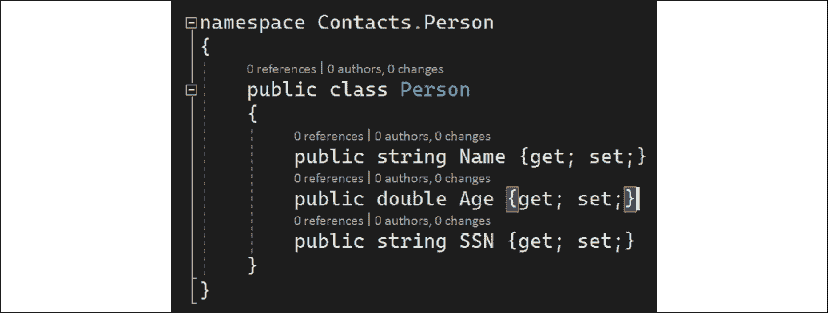 namespace Contacts.Person
{
0 references | 0 authors, 0 changes
public class Person
{
0 references | 0 authors, 0 changes
public string Name {get; set;}
0 references | 0 authors, 0 changes
public double Age {get; set;}
0 references | 0 authors, 0 changes
public string SSN {get; set;}
}
}